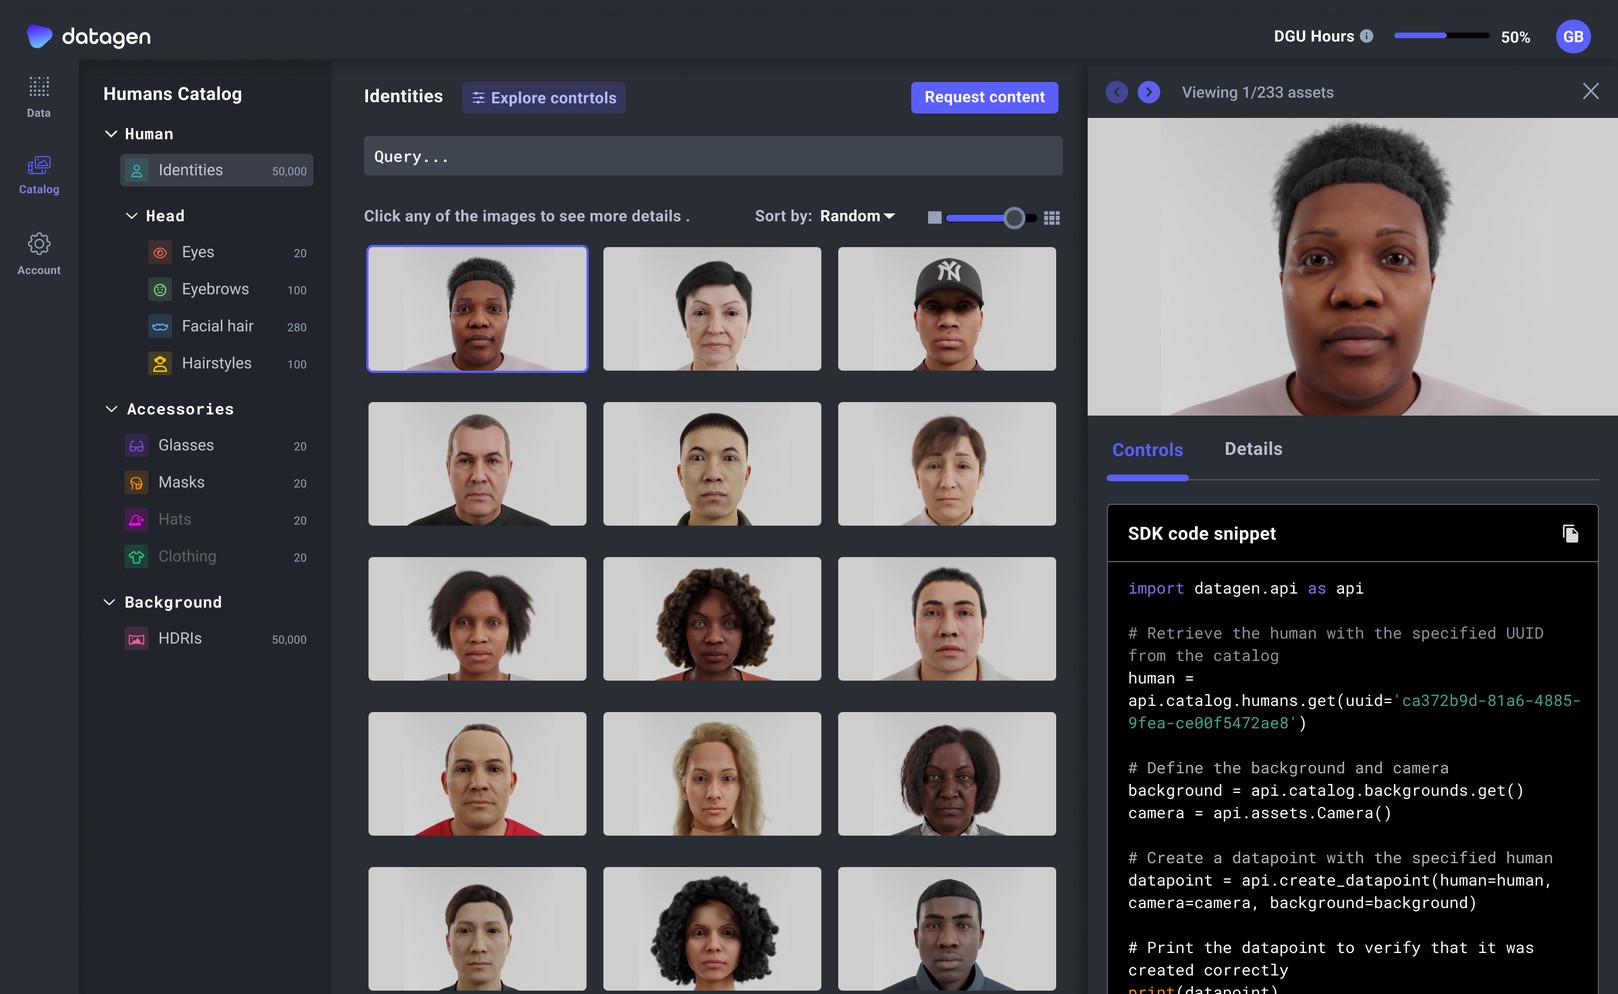 datagen
DGU Hours
50%
GB
Data
Catalog
Account
Humans Catalog
Human
Identities 50,000
Head
Eyes 20
Eyebrows 100
Facial hair 280
Hairstyles 100
Accessories
Glasses 20
Masks 20
Hats 20
Clothing 20
Background
HDRIs 50,000
Identities
Explore contrtols
Request content
Query...
Click any of the images to see more details .
Sort by: Random
NY
Viewing 1/233 assets
Controls
Details
SDK code snippet
import datagen.api as api
# Retrieve the human with the specified UUID
from the catalog
human =
api.catalog.humans.get(uuid='ca372b9d-81a6-4885-
9fea-ce00f5472ae8')
# Define the background and camera
background = api.catalog.backgrounds.get()
camera = api.assets.Camera()
# Create a datapoint with the specified human
datapoint = api.create_datapoint(human=human,
camera=camera, background=background)
# Print the datapoint to verify that it was
created correctly
print(datapoint)